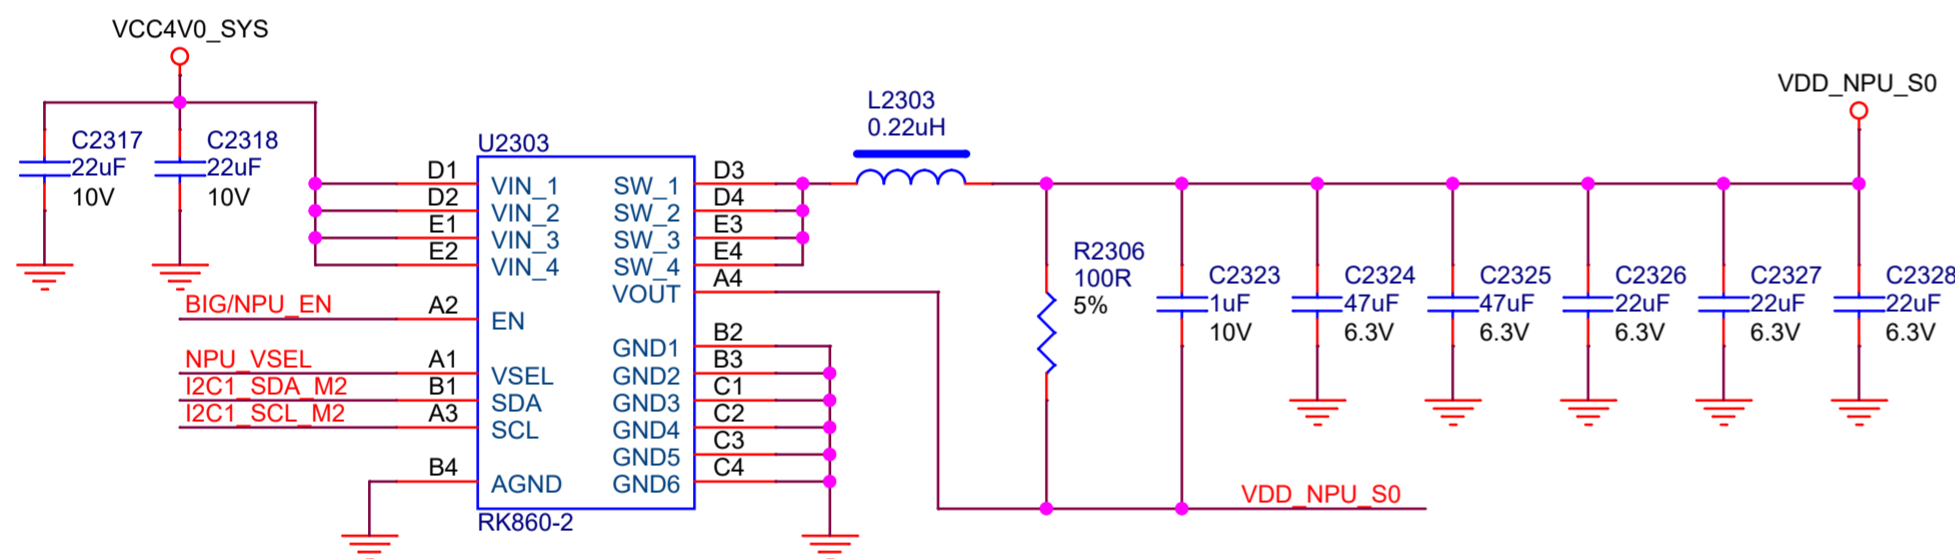 VCC4V0_SYS
VDD_NPU_S0
C2317
22uF
10V
C2318
22uF
10V
L2303
0.22uH
U2303
D1 VIN_1 SW_1 D3
D2 VIN_2 SW_2 D4
E1 VIN_3 SW_3 E3
E2 VIN_4 SW_4 E4
VOUT A4
BIG/NPU_EN A2 EN
GND1 B2
NPU_VSEL A1 VSEL GND2 B3
I2C1_SDA_M2 B1 SDA GND3 C1
I2C1_SCL_M2 A3 SCL GND4 C2
GND5 C3
B4 AGND GND6 C4
RK860-2
R2306
100R
5%
C2323
1uF
10V
C2324
47uF
6.3V
C2325
47uF
6.3V
C2326
22uF
6.3V
C2327
22uF
6.3V
C2328
22uF
6.3V
VDD_NPU_S0